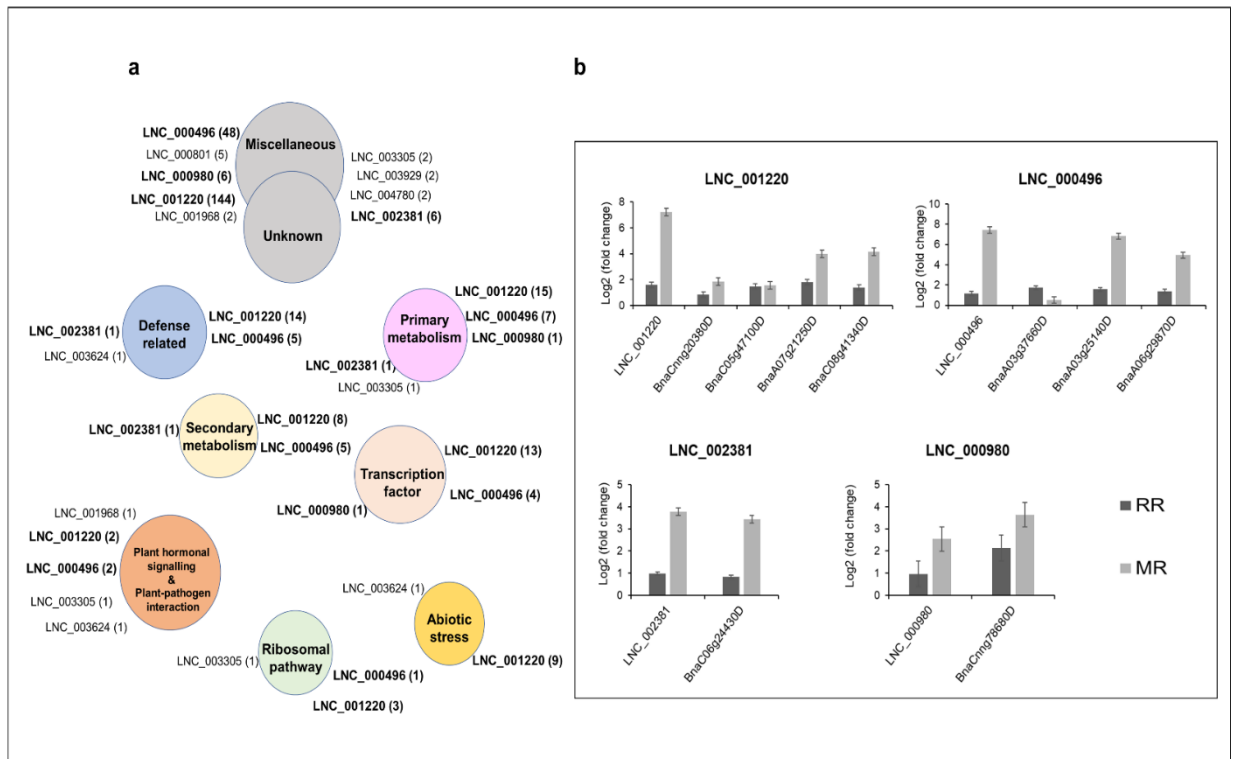 a
LNC_000496 (48)
Miscellaneous
LNC_000801 (5)
LNC_003305 (2)
LNC_000980 (6)
LNC_003929 (2)
LNC_001220 (144)
LNC_004780 (2)
LNC_001968 (2)
LNC_002381 (6)
Unknown
LNC_002381 (1)
LNC_003624 (1)
Defense
related
LNC_001220 (14)
LNC_000496 (5)
Primary
metabolism
LNC_001220 (15)
LNC_000496 (7)
LNC_000980 (1)
LNC_002381 (1)
LNC_003305 (1)
LNC_002381 (1)
Secondary
metabolism
LNC_001220 (8)
LNC_000496 (5)
Transcription
factor
LNC_001220 (13)
LNC_000496 (4)
LNC_000980 (1)
LNC_001968 (1)
LNC_001220 (2)
LNC_000496 (2)
LNC_003305 (1)
LNC_003624 (1)
Plant hormonal
signalling
&
Plant-pathogen
interaction
LNC_003305 (1)
Ribosomal
pathway
LNC_000496 (1)
LNC_001220 (3)
LNC_003624 (1)
Abiotic
stress
LNC_001220 (9)
b
LNC_001220
Log2 (fold change)
8
6
4
2
0
LNC_001220
BnaCnng20380D
BnaC05g47100D
BnaA07g21250D
BnaC08g41340D
LNC_000496
Log2 (fold change)
10
8
6
4
2
0
LNC_000496
BnaA03g37660D
BnaA03g25140D
BnaA06g29870D
LNC_002381
Log2 (fold change)
5
4
3
2
1
0
LNC_002381
BnaC06g24430D
LNC_000980
Log2 (fold change)
5
4
3
2
1
0
LNC_000980
BnaCnng78680D
RR
MR